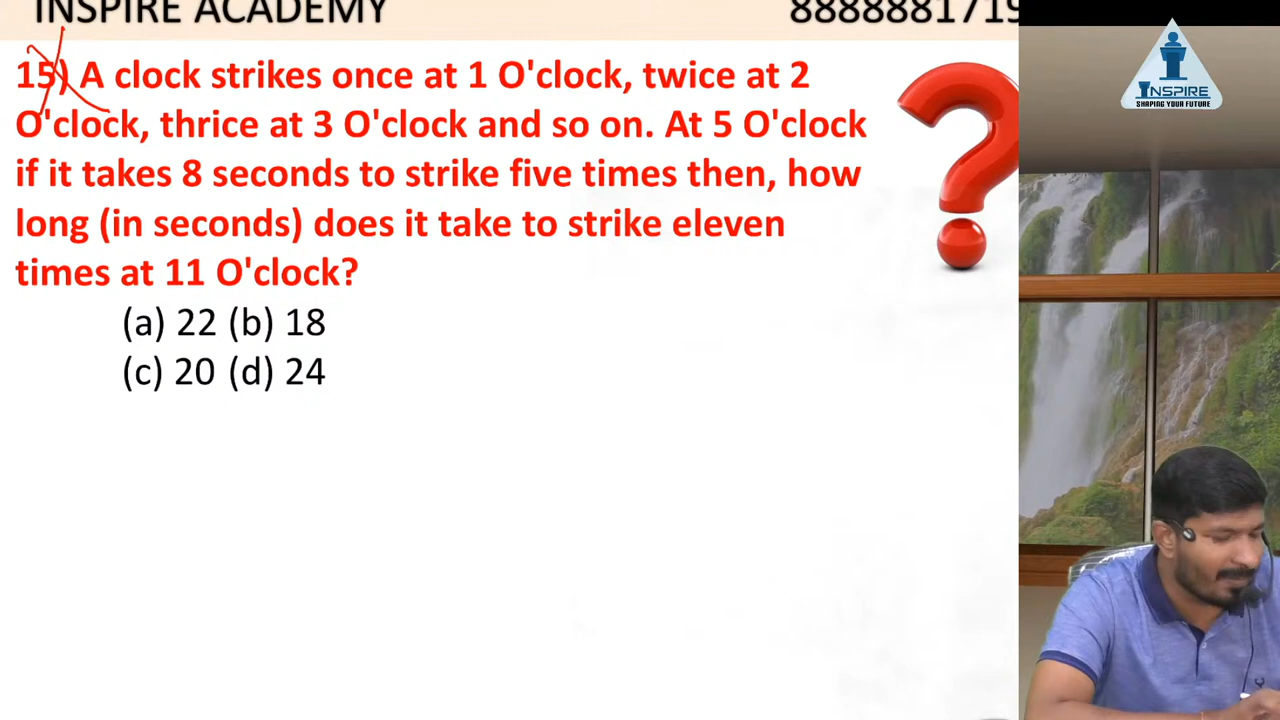 INSPIRE ACADEMY 8888881719
15) A clock strikes once at 1 O'clock, twice at 2
O'clock, thrice at 3 O'clock and so on. At 5 O'clock
if it takes 8 seconds to strike five times then, how
long (in seconds) does it take to strike eleven
times at 11 O'clock?
(a) 22 (b) 18
(c) 20 (d) 24
INSPIRE
SHAPING YOUR FUTURE